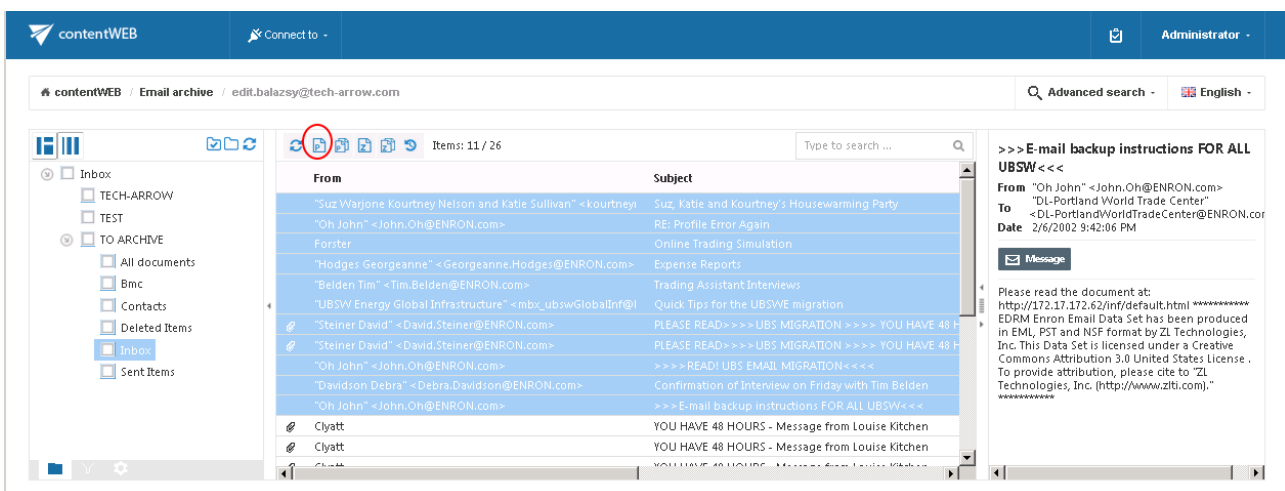 contentWEB
Connect to
Administrator
contentWEB / Email archive / edit.balazsy@tech-arrow.com
Advanced search
English
Items: 11 / 26
Type to search ...
Inbox
TECH-ARROW
TEST
TO ARCHIVE
All documents
Bmc
Contacts
Deleted Items
Inbox
Sent Items
From Subject
"Suz Warjone Kourtney Nelson and Katie Sullivan" <kourtney Suz, Katie and Kourtney's Housewarming Party
"Oh John" <John.Oh@ENRON.com> RE: Profile Error Again
Forster Online Trading Simulation
"Hodges Georgeanne" <Georgeanne.Hodges@ENRON.com> Expense Reports
"Belden Tim" <Tim.Belden@ENRON.com> Trading Assistant Interviews
"UBSW Energy Global Infrastructure" <mbx_ubswGlobalInf@ Quick Tips for the UBSWE migration
"Steiner David" <David.Steiner@ENRON.com> PLEASE READ>>>>UBS MIGRATION >>>> YOU HAVE 48 H
"Steiner David" <David.Steiner@ENRON.com> PLEASE READ>>>>UBS MIGRATION >>>> YOU HAVE 48 H
"Oh John" <John.Oh@ENRON.com> >>>>READ! UBS EMAIL MIGRATION<<<<
"Davidson Debra" <Debra.Davidson@ENRON.com> Confirmation of Interview on Friday with Tim Belden
"Oh John" <John.Oh@ENRON.com> >>>E-mail backup instructions FOR ALL UBSW<<<
Clyatt YOU HAVE 48 HOURS - Message from Louise Kitchen
Clyatt YOU HAVE 48 HOURS - Message from Louise Kitchen
Clyatt YOU HAVE 48 HOURS - Message from Louise Kitchen
>>>E-mail backup instructions FOR ALL
UBSW<<<
From "Oh John" <John.Oh@ENRON.com>
To "DL-Portland World Trade Center"
<DL-PortlandWorldTradeCenter@ENRON.cor
Date 2/6/2002 9:42:06 PM
Message
Please read the document at:
http://172.17.172.62/inf/default.html ***********
EDRM Enron Email Data Set has been produced
in EML, PST and NSF format by ZL Technologies,
Inc. This Data Set is licensed under a Creative
Commons Attribution 3.0 United States License .
To provide attribution, please cite to "ZL
Technologies, Inc. (http://www.zlti.com)."
***********